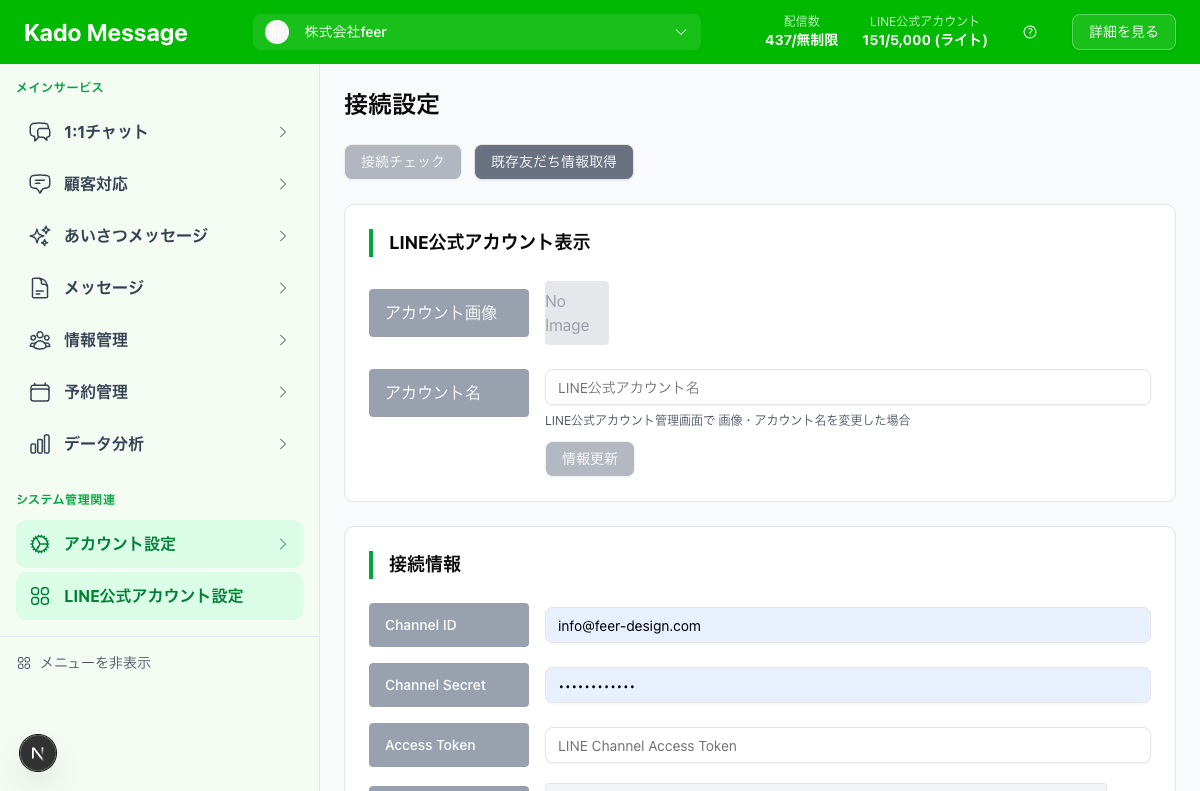 Kado Message
株式会社feer
配信数
437/無制限
LINE公式アカウント
151/5,000 (ライト)
詳細を見る
メインサービス
1:1チャット
顧客対応
あいさつメッセージ
メッセージ
情報管理
予約管理
データ分析
システム管理関連
アカウント設定
LINE公式アカウント設定
メニューを非表示
N
接続設定
接続チェック
既存友だち情報取得
LINE公式アカウント表示
アカウント画像
No
Image
アカウント名
LINE公式アカウント名
LINE公式アカウント管理画面で 画像・アカウント名を変更した場合
情報更新
接続情報
Channel ID
info@feer-design.com
Channel Secret
••••••••••••
Access Token
LINE Channel Access Token